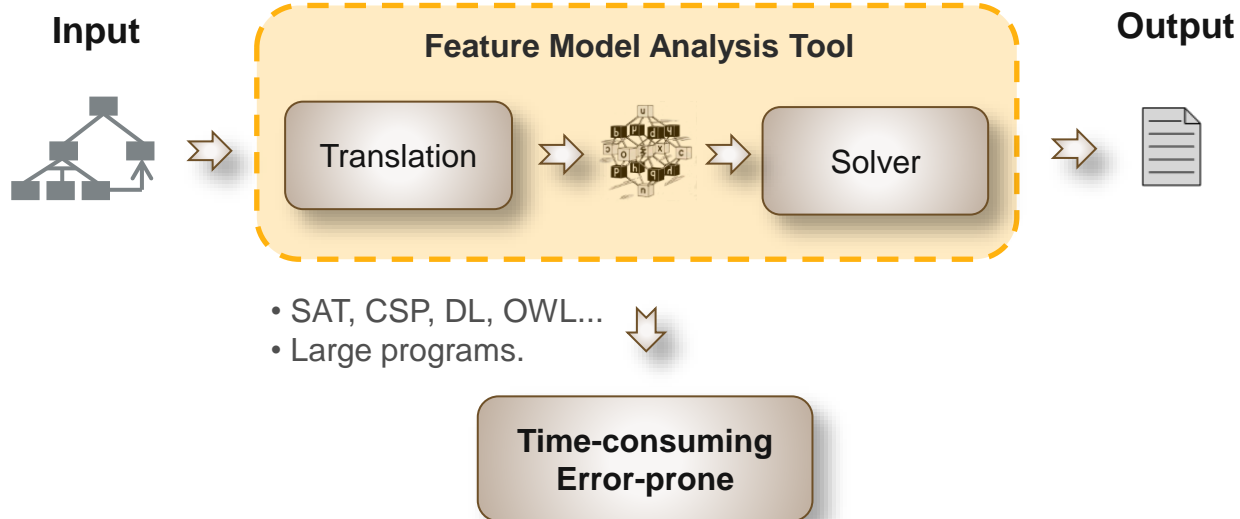 Input
Feature Model Analysis Tool
Output
Translation
Solver
• SAT, CSP, DL, OWL...
• Large programs.
Time-consuming
Error-prone